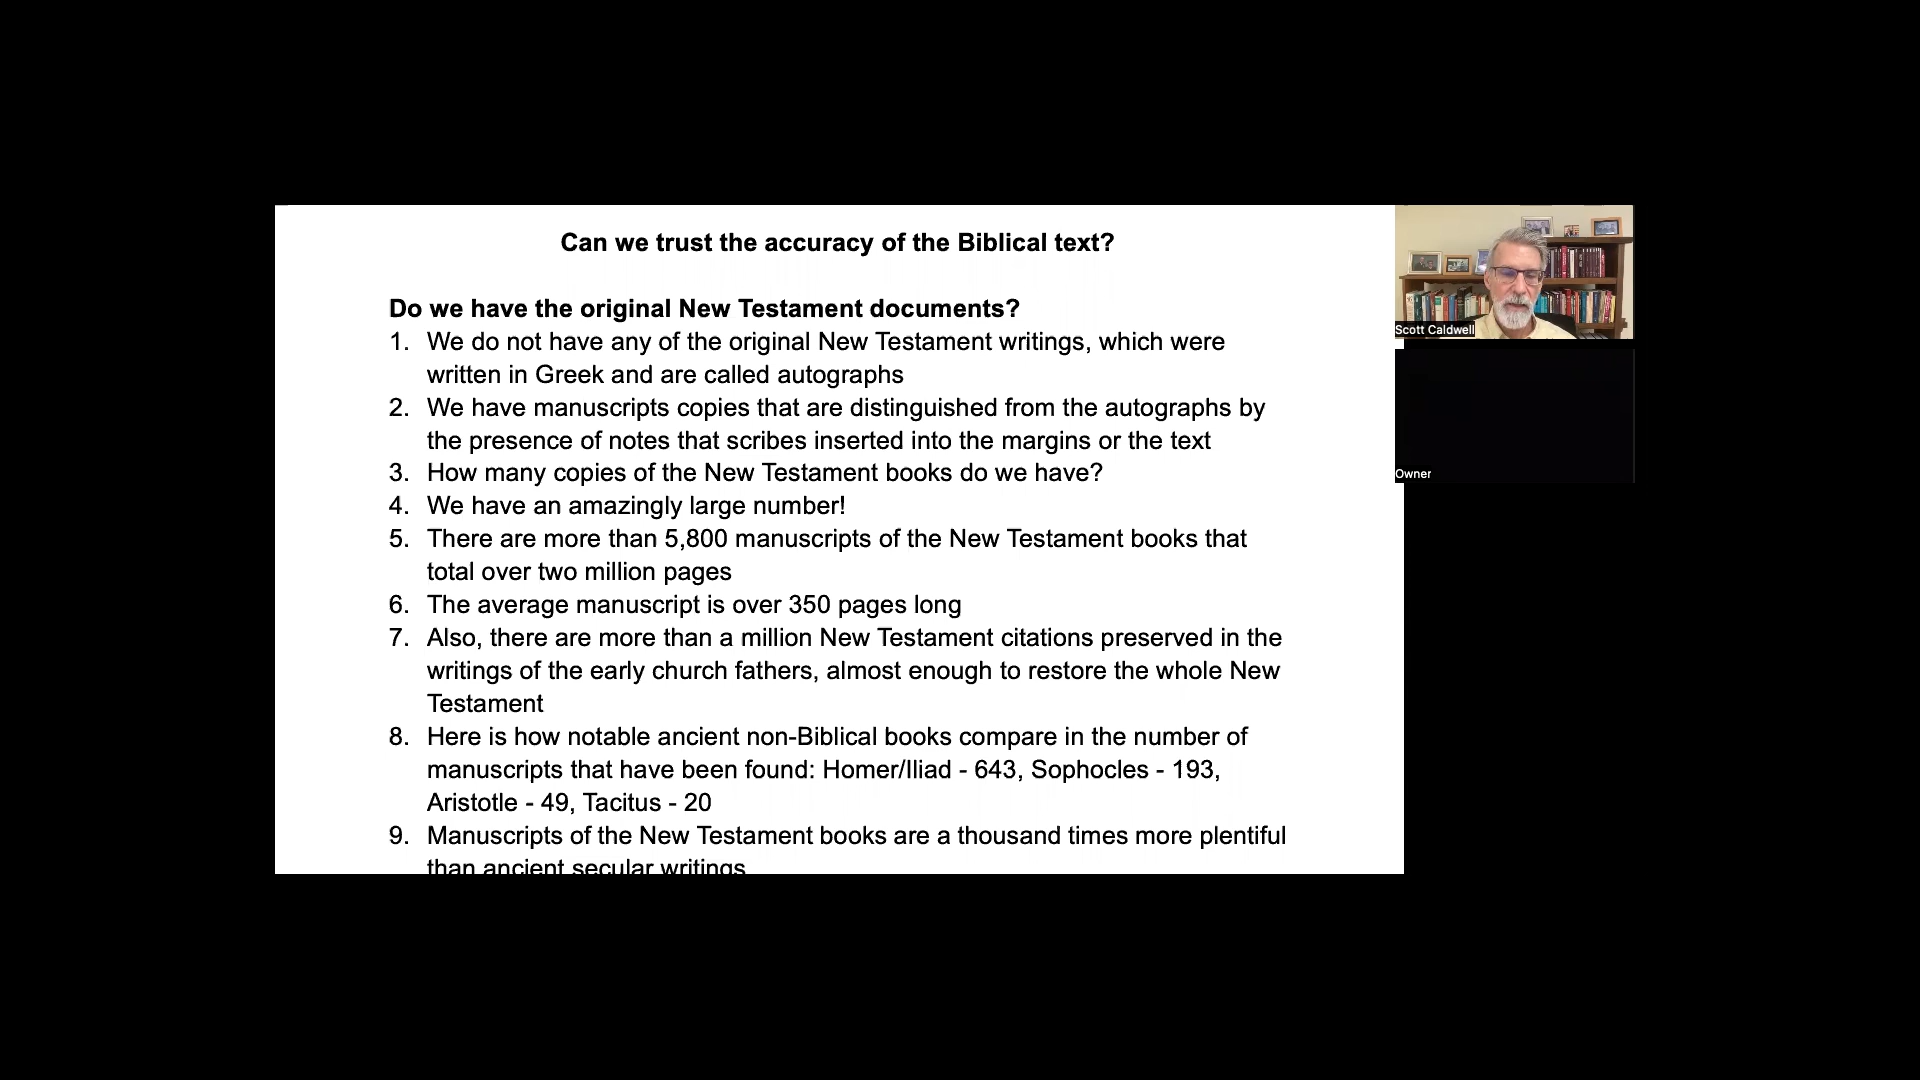 Can we trust the accuracy of the Biblical text?
Do we have the original New Testament documents?
1. We do not have any of the original New Testament writings, which were
written in Greek and are called autographs
2. We have manuscripts copies that are distinguished from the autographs by
the presence of notes that scribes inserted into the margins or the text
3. How many copies of the New Testament books do we have?
4. We have an amazingly large number!
5. There are more than 5,800 manuscripts of the New Testament books that
total over two million pages
6. The average manuscript is over 350 pages long
7. Also, there are more than a million New Testament citations preserved in the
writings of the early church fathers, almost enough to restore the whole New
Testament
8. Here is how notable ancient non-Biblical books compare in the number of
manuscripts that have been found: Homer/Iliad - 643, Sophocles - 193,
Aristotle - 49, Tacitus - 20
9. Manuscripts of the New Testament books are a thousand times more plentiful
than ancient secular writings
Scott Caldwell
Owner